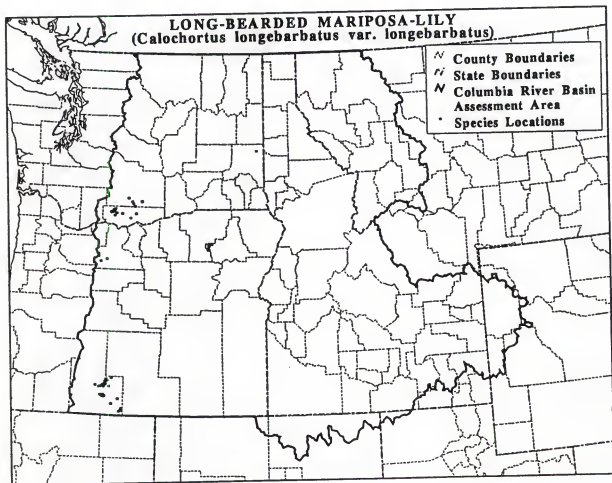 LONG-BEARDED MARIPOSA-LILY
(Calochortus longebarbatus var. longebarbatus)
County Boundaries
State Boundaries
Columbia River Basin
Assessment Area
Species Locations